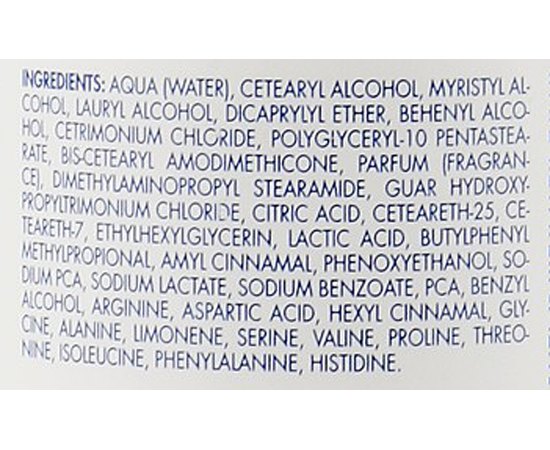 INGREDIENTS: AQUA (WATER), CETEARYL ALCOHOL, MYRISTYL AL-
COHOL, LAURYL ALCOHOL, DICAPRYLYL ETHER, BEHENYL ALCO-
HOL, CETRIMONIUM CHLORIDE, POLYGLYCERYL-10 PENTASTEA-
RATE, BIS-CETEARYL AMODIMETHICONE, PARFUM (FRAGRAN-
CE), DIMETHYLAMINOPROPYL STEARAMIDE, GUAR HYDROXY-
PROPYLTRIMONIUM CHLORIDE, CITRIC ACID, CETEARETH-25, CE-
TEARETH-7, ETHYLHEXYLGLYCERIN, LACTIC ACID, BUTYLPHENYL
METHYLPROPIONAL, AMYL CINNAMAL, PHENOXYETHANOL, SO-
DIUM PCA, SODIUM LACTATE, SODIUM BENZOATE, PCA, BENZYL
ALCOHOL, ARGININE, ASPARTIC ACID, HEXYL CINNAMAL, GLY-
CINE, ALANINE, LIMONENE, SERINE, VALINE, PROLINE, THREO-
NINE, ISOLEUCINE, PHENYLALANINE, HISTIDINE.